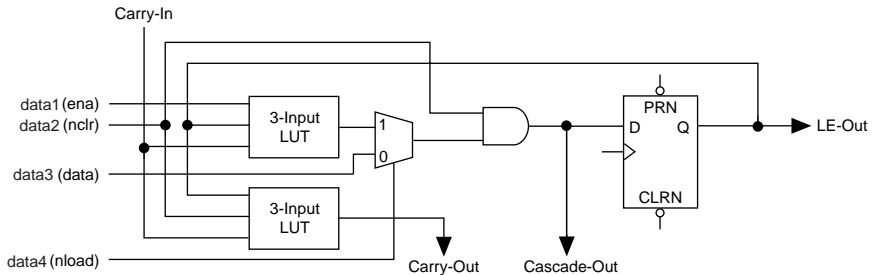 Carry-In
data1 (ena)
data2 (nclr)
3-Input
LUT
1
0
data3 (data)
3-Input
LUT
data4 (nload)
Carry-Out
Cascade-Out
PRN
D
Q
CLRN
LE-Out